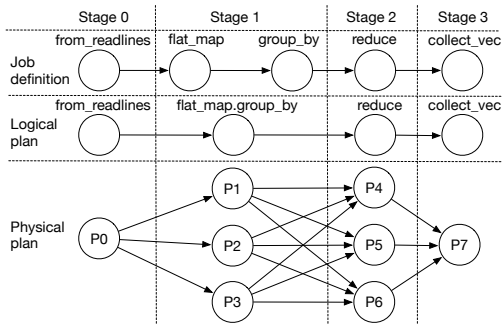 Stage 0 Stage 1 Stage 2 Stage 3
from_readlines flat_map group_by reduce collect_vec
Job
definition
from_readlines flat_map.group_by reduce collect_vec
Logical
plan
P1 P4
Physical
plan
P0 P2 P5 P7
P3 P6